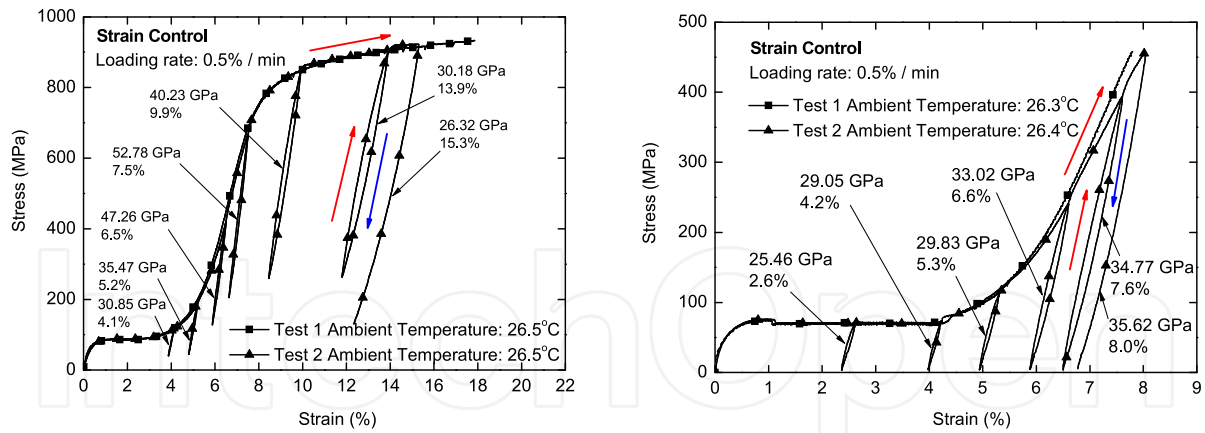 Strain Control
Loading rate: 0.5% / min
30.18 GPa
13.9%
40.23 GPa
9.9%
26.32 GPa
15.3%
52.78 GPa
7.5%
47.26 GPa
6.5%
35.47 GPa
5.2%
30.85 GPa
4.1%
Test 1 Ambient Temperature: 26.5°C
Test 2 Ambient Temperature: 26.5°C
Stress (MPa)
1000
800
600
400
200
0
0 2 4 6 8 10 12 14 16 18 20 22
Strain (%)
Strain Control
Loading rate: 0.5% / min
Test 1 Ambient Temperature: 26.3°C
Test 2 Ambient Temperature: 26.4°C
33.02 GPa
6.6%
29.05 GPa
4.2%
29.83 GPa
5.3%
25.46 GPa
2.6%
34.77 GPa
7.6%
35.62 GPa
8.0%
Stress (MPa)
500
400
300
200
100
0
0 1 2 3 4 5 6 7 8 9
Strain (%)
IntechOpen